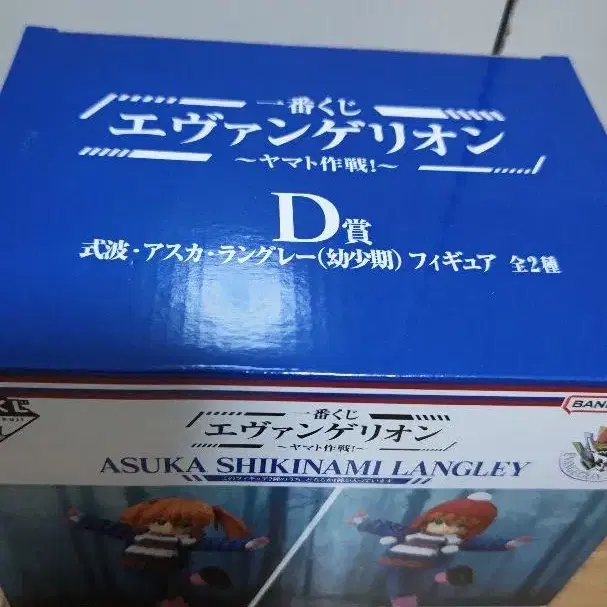 一番くじ
エヴァンゲリオン
～ヤマト作戦!～
D賞
式波・アスカ・ラングレー(幼少期) フィギュア 全2種
一番くじ
エヴァンゲリオン
～ヤマト作戦!～
ASUKA SHIKINAMI LANGLEY